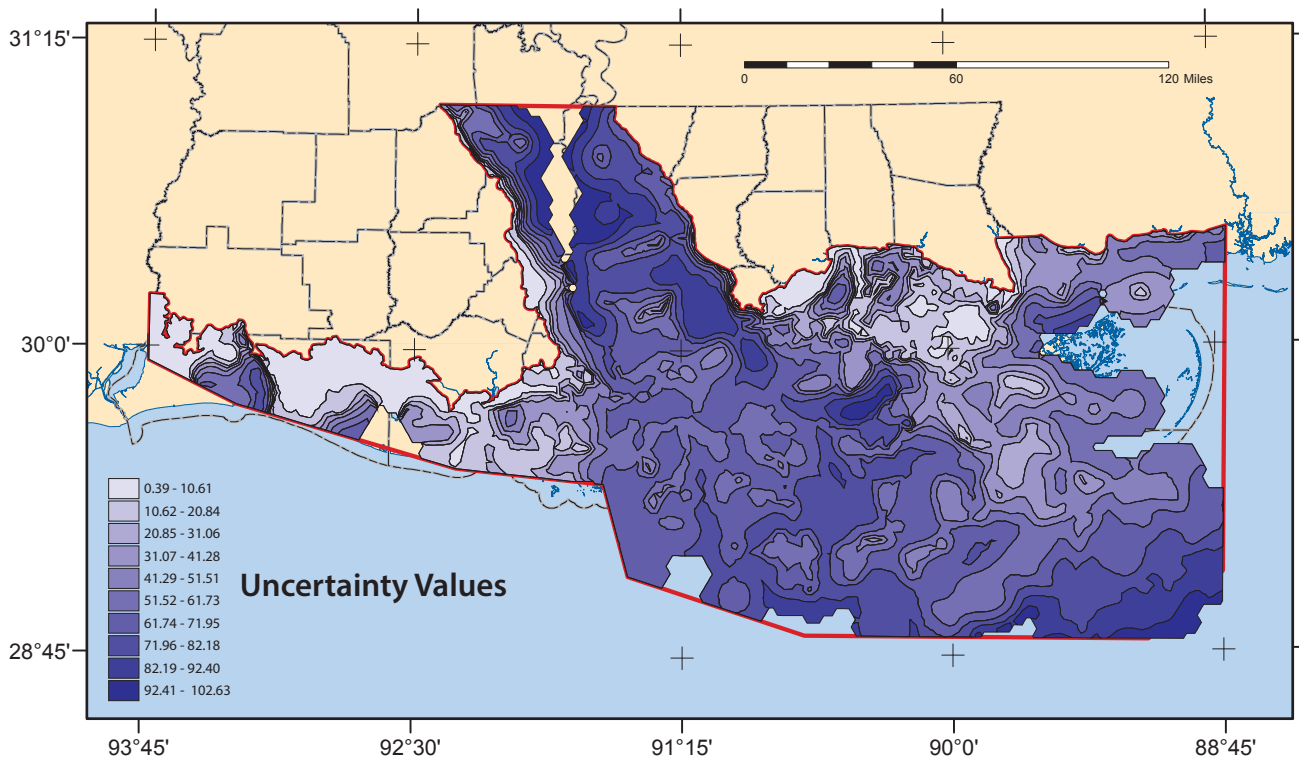 31°15'
0 60 120 Miles
30°0'
0.39 - 10.61
10.62 - 20.84
20.85 - 31.06
31.07 - 41.28
41.29 - 51.51
51.52 - 61.73
61.74 - 71.95
71.96 - 82.18
82.19 - 92.40
92.41 - 102.63
Uncertainty Values
28°45'
93°45' 92°30' 91°15' 90°0' 88°45'